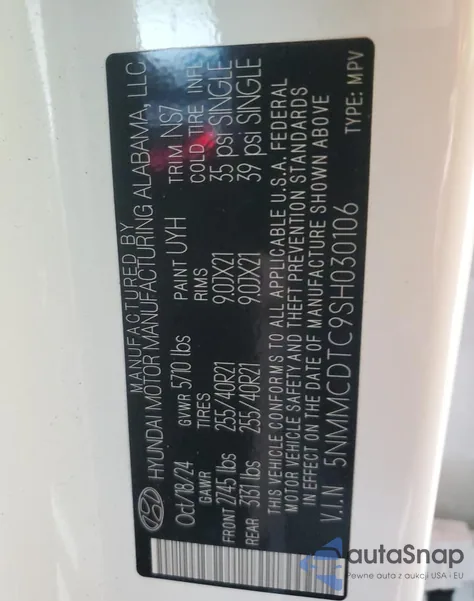 MANUFACTURED BY
HYUNDAI MOTOR MANUFACTURING ALABAMA, LLC
Oct/18/24 GVWR 5710 lbs PAINT UYH TRIM NS7
GAWR TIRES RIMS COLD TIRE INFL
FRONT 2745 lbs 255/40R21 9.0JX21 35 psi SINGLE
REAR 3131 lbs 255/40R21 9.0JX21 39 psi SINGLE
THIS VEHICLE CONFORMS TO ALL APPLICABLE U.S.A. FEDERAL
MOTOR VEHICLE SAFETY AND THEFT PREVENTION STANDARDS
IN EFFECT ON THE DATE OF MANUFACTURE SHOWN ABOVE
V.I.N 5NMMCDTC9SH030106 TYPE: MPV
autoSnap
Pewne auta z aukcji USA - EU